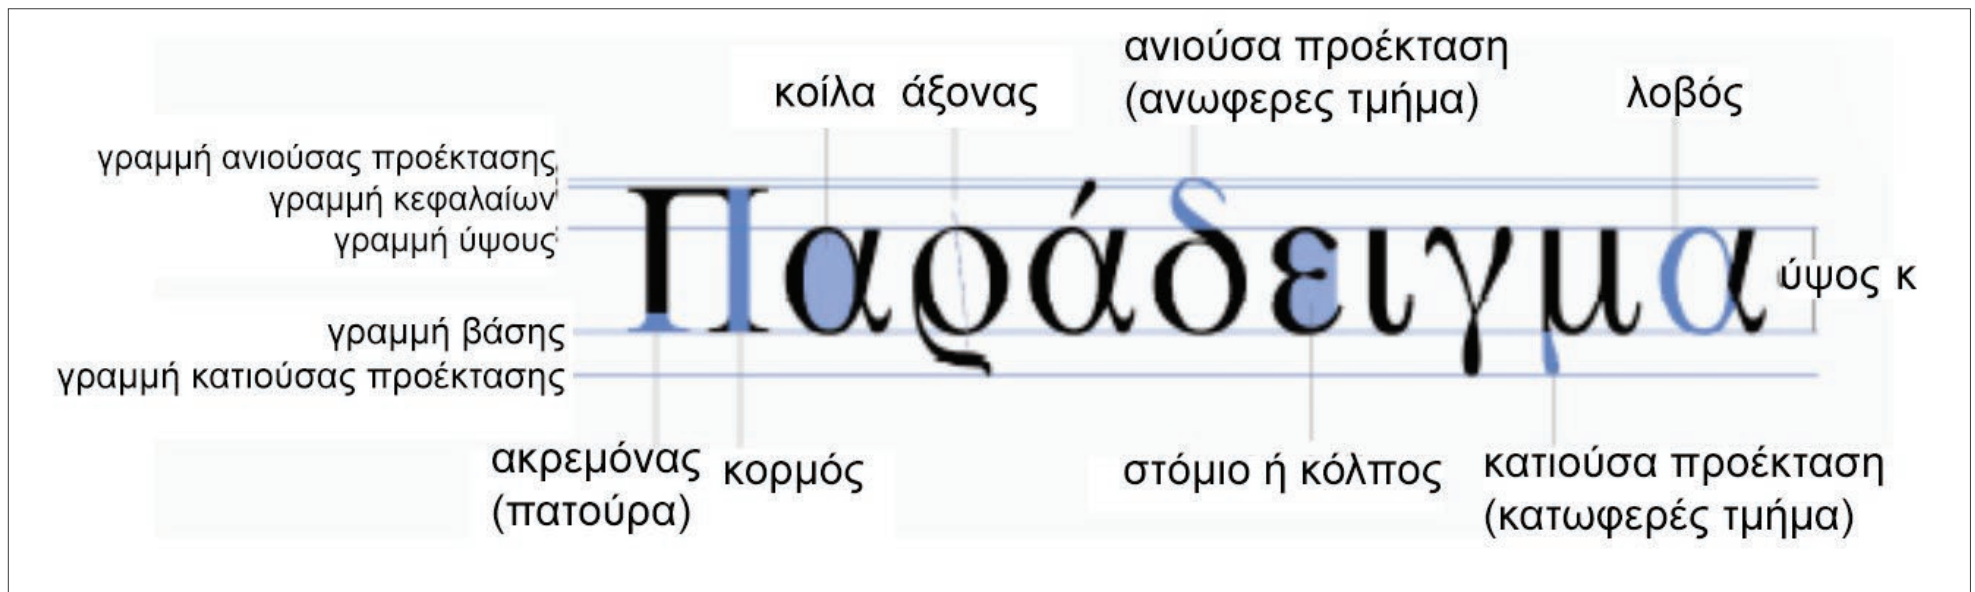 ανιούσα προέκταση
(ανωφερες τμήμα)
κοίλα άξονας
λοβός
γραμμή ανιούσας προέκτασης
γραμμή κεφαλαίων
γραμμή ύψους
Παράδειγμα
ύψος κ
γραμμή βάσης
γραμμή κατιούσας προέκτασης
ακρεμόνας
(πατούρα)
κορμός
στόμιο ή κόλπος
κατιούσα προέκταση
(κατωφερές τμήμα)